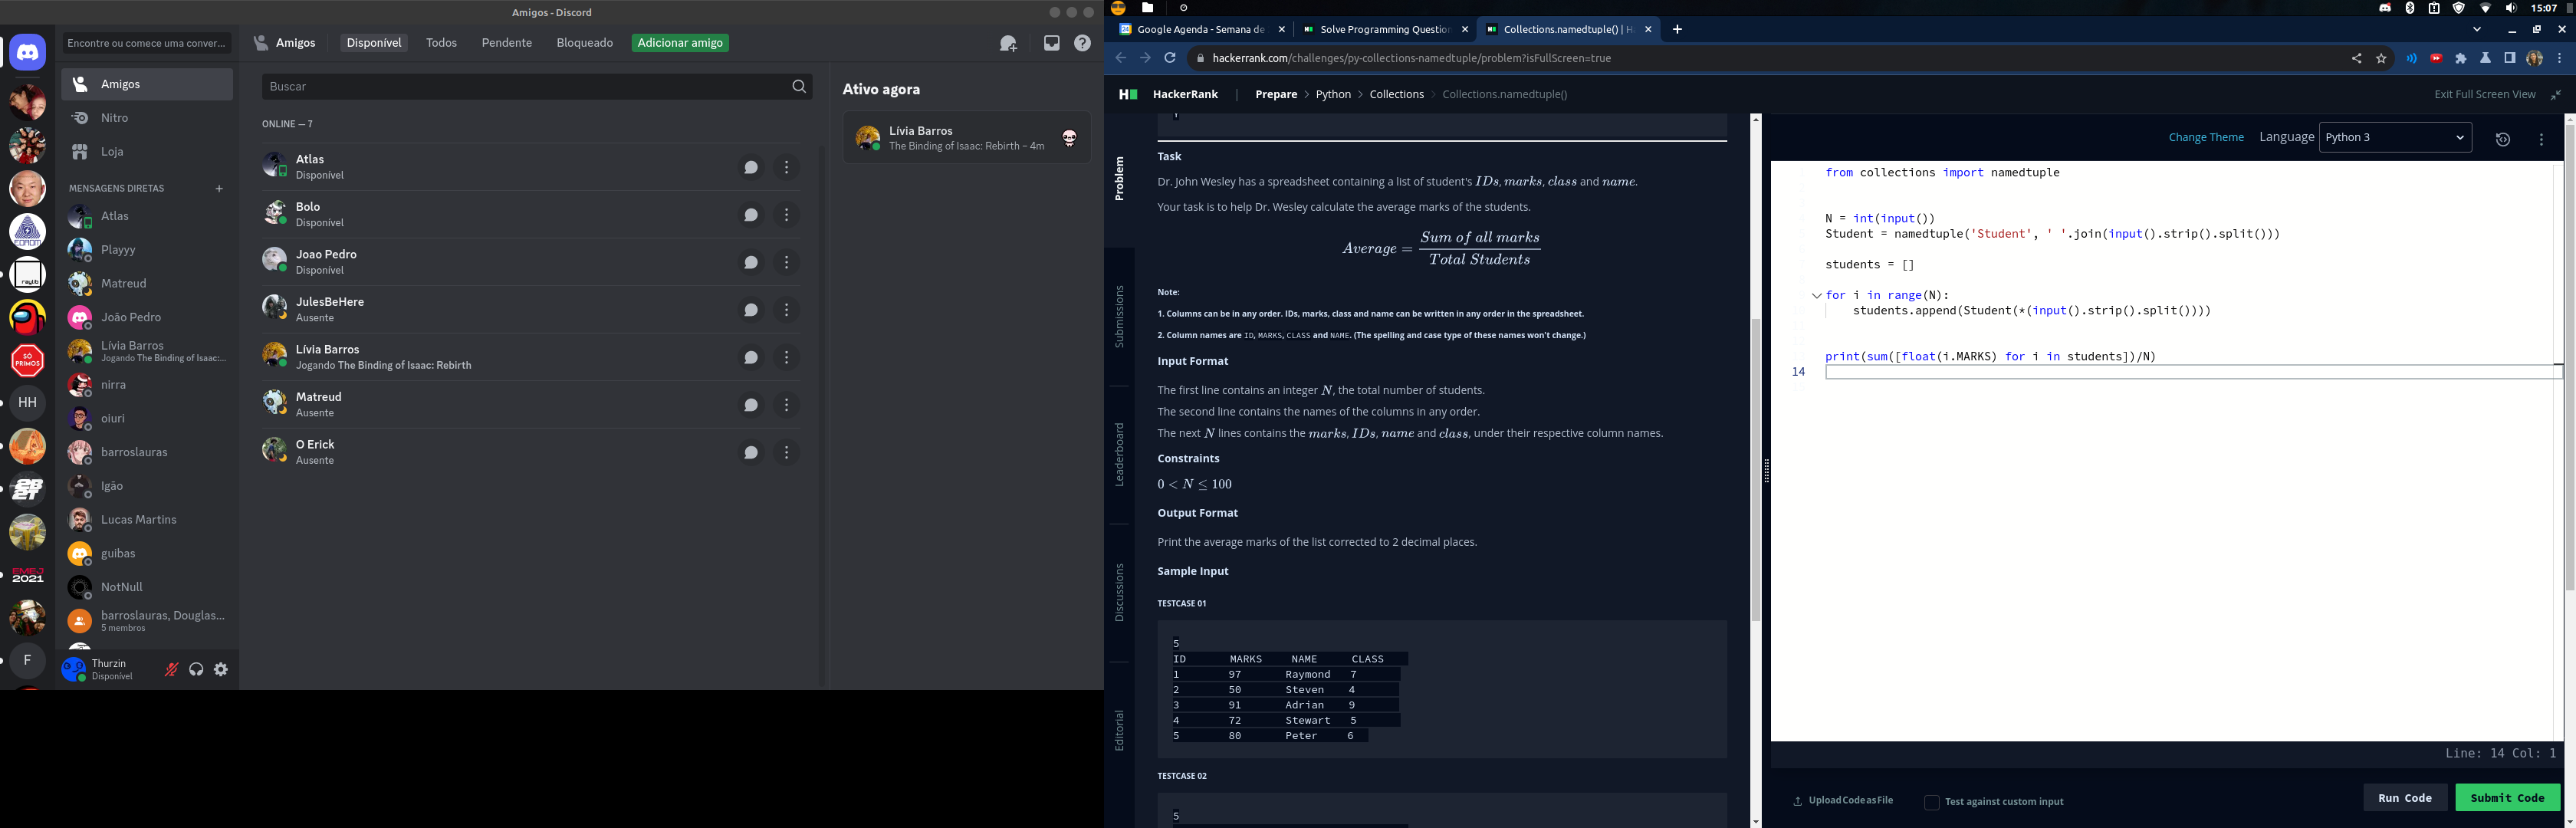 Amigos - Discord
15:07
Encontre ou comece uma conver...
Amigos
Disponível
Todos
Pendente
Bloqueado
Adicionar amigo
Amigos
Nitro
Loja
MENSAGENS DIRETAS
Atlas
Playyy
Matreud
João Pedro
Lívia Barros
Jogando The Binding of Isaac:...
nirra
oiuri
barroslauras
Igão
Lucas Martins
guibas
NotNull
barroslauras, Douglas...
5 membros
Thurzin
Disponível
EDROM
raylib
SÓ
PRIMOS
HH
EMEJ
2021
F
Buscar
ONLINE — 7
Atlas
Disponível
Bolo
Disponível
Joao Pedro
Disponível
JulesBeHere
Ausente
Lívia Barros
Jogando The Binding of Isaac: Rebirth
Matreud
Ausente
O Erick
Ausente
Ativo agora
Lívia Barros
The Binding of Isaac: Rebirth – 4m
Google Agenda - Semana de
Solve Programming Question
Collections.namedtuple() | H
hackerrank.com/challenges/py-collections-namedtuple/problem?isFullScreen=true
HackerRank | Prepare > Python > Collections > Collections.namedtuple()
Exit Full Screen View
Problem
Submissions
Leaderboard
Discussions
Editorial
Task
Dr. John Wesley has a spreadsheet containing a list of student's IDs, marks, class and name.
Your task is to help Dr. Wesley calculate the average marks of the students.
Average = Sum of all marks / Total Students
Note:
1. Columns can be in any order. IDs, marks, class and name can be written in any order in the spreadsheet.
2. Column names are ID, MARKS, CLASS and NAME. (The spelling and case type of these names won't change.)
Input Format
The first line contains an integer N, the total number of students.
The second line contains the names of the columns in any order.
The next N lines contains the marks, IDs, name and class, under their respective column names.
Constraints
0 < N ≤ 100
Output Format
Print the average marks of the list corrected to 2 decimal places.
Sample Input
TESTCASE 01
5
ID MARKS NAME CLASS
1 97 Raymond 7
2 50 Steven 4
3 91 Adrian 9
4 72 Stewart 5
5 80 Peter 6
TESTCASE 02
5
Change Theme
Language
Python 3
from collections import namedtuple
N = int(input())
Student = namedtuple('Student', ' '.join(input().strip().split()))
students = []
for i in range(N):
students.append(Student(*(input().strip().split())))
print(sum([float(i.MARKS) for i in students])/N)
14
Line: 14 Col: 1
Upload Code as File
Test against custom input
Run Code
Submit Code